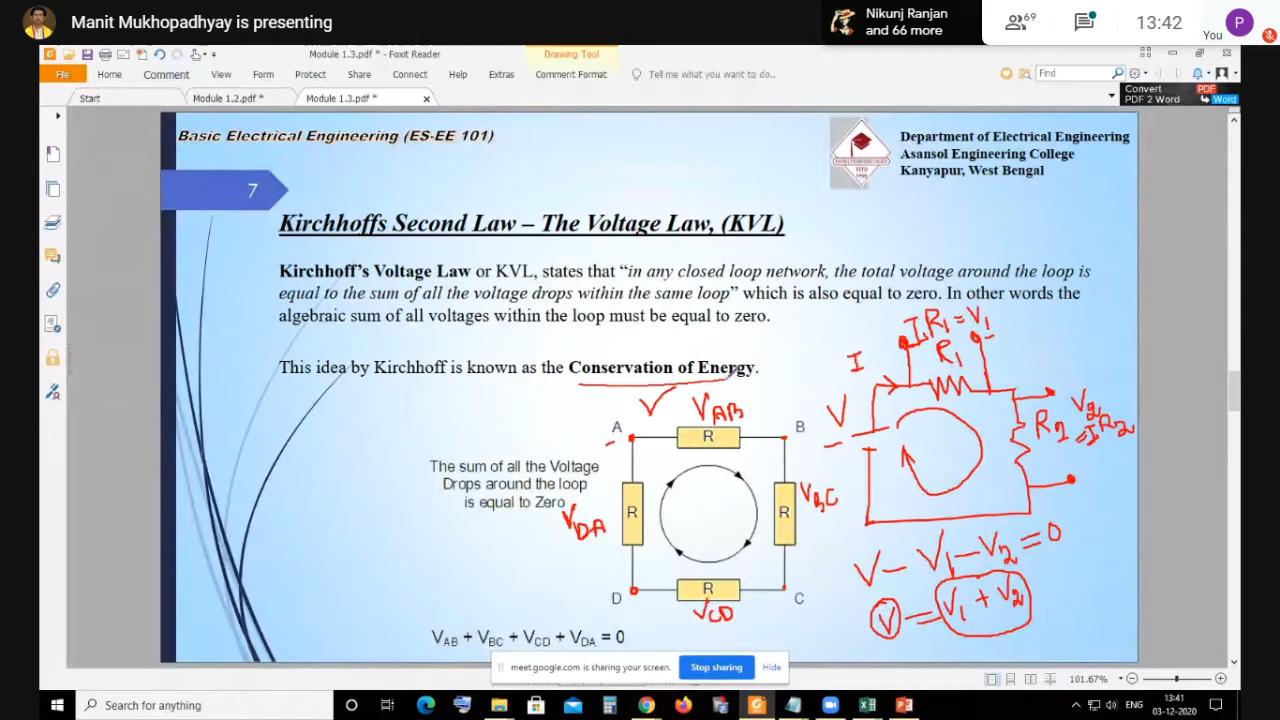 Manit Mukhopadhyay is presenting
Nikunj Ranjan
and 66 more
69
13:42
You
P
Module 1.3.pdf * - Foxit Reader
Drawing Tool
File Home Comment View Form Protect Share Connect Help Extras Comment Format Tell me what you want to do.. Find
Start Module 1.2.pdf * Module 1.3.pdf *
Convert PDF
PDF 2 Word Word
Basic Electrical Engineering (ES-EE 101)
Department of Electrical Engineering
Asansol Engineering College
Kanyapur, West Bengal
7
Kirchhoffs Second Law – The Voltage Law, (KVL)
Kirchhoff's Voltage Law or KVL, states that “in any closed loop network, the total voltage around the loop is
equal to the sum of all the voltage drops within the same loop” which is also equal to zero. In other words the
algebraic sum of all voltages within the loop must be equal to zero.
This idea by Kirchhoff is known as the Conservation of Energy.
I R1 = V1
R1
I
V
R2
V2
= I R2
V - V1 - V2 = 0
V = V1 + V2
A VAB B
R
The sum of all the Voltage
Drops around the loop
is equal to Zero
VDA R R VBC
D R C
VCD
VAB + VBC + VCD + VDA = 0
meet.google.com is sharing your screen. Stop sharing Hide
101.67%
Search for anything
ENG
13:41
03-12-2020